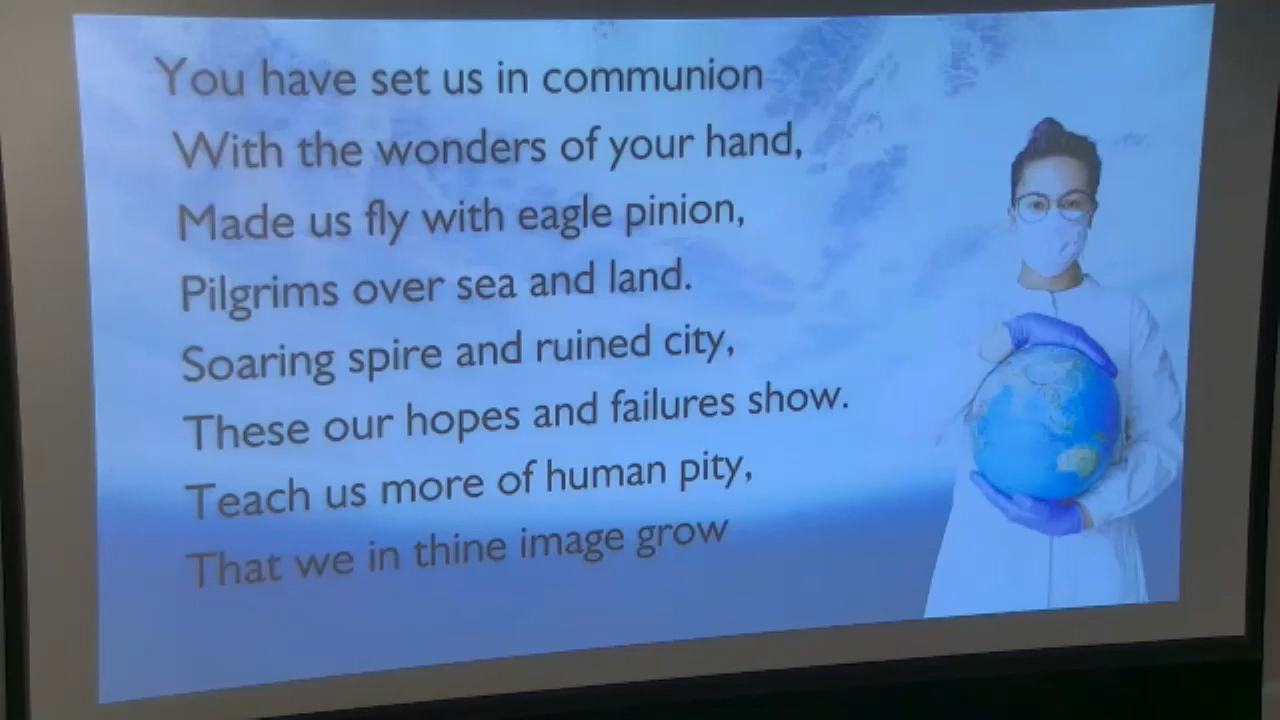 You have set us in communion
With the wonders of your hand,
Made us fly with eagle pinion,
Pilgrims over sea and land.
Soaring spire and ruined city,
These our hopes and failures show.
Teach us more of human pity,
That we in thine image grow